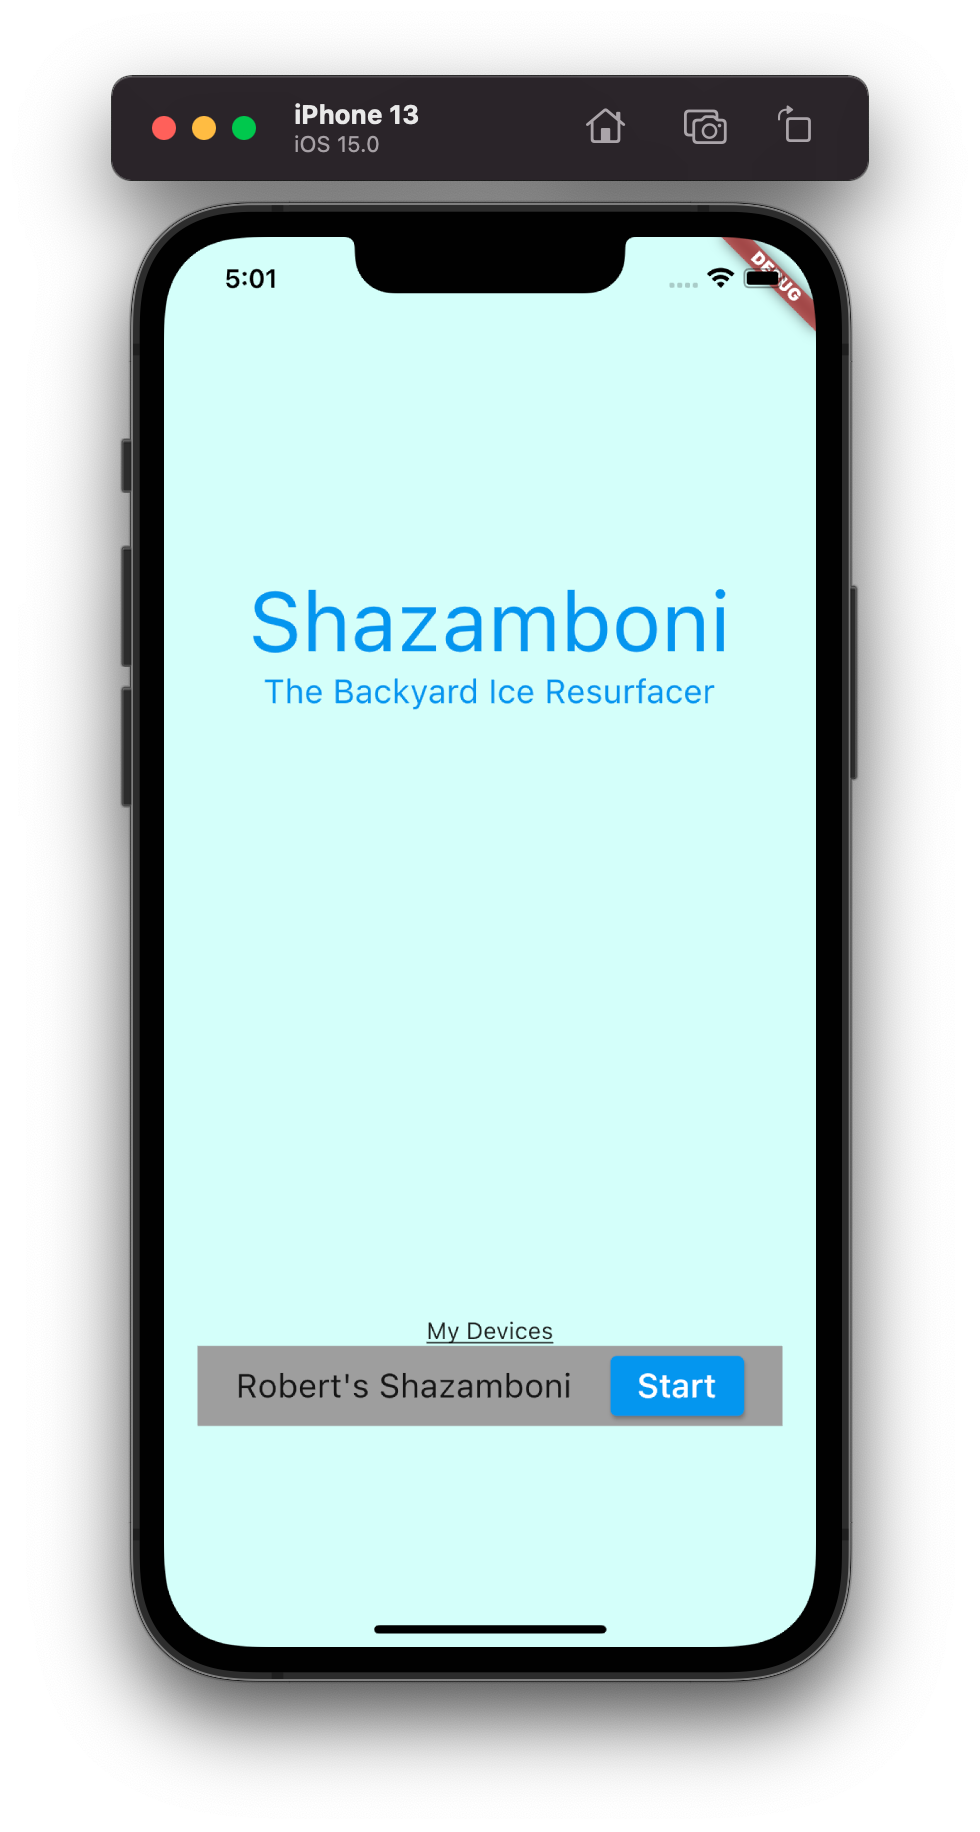 iPhone 13
iOS 15.0
5:01
DEBUG
Shazamboni
The Backyard Ice Resurfacer
My Devices
Robert's Shazamboni
Start